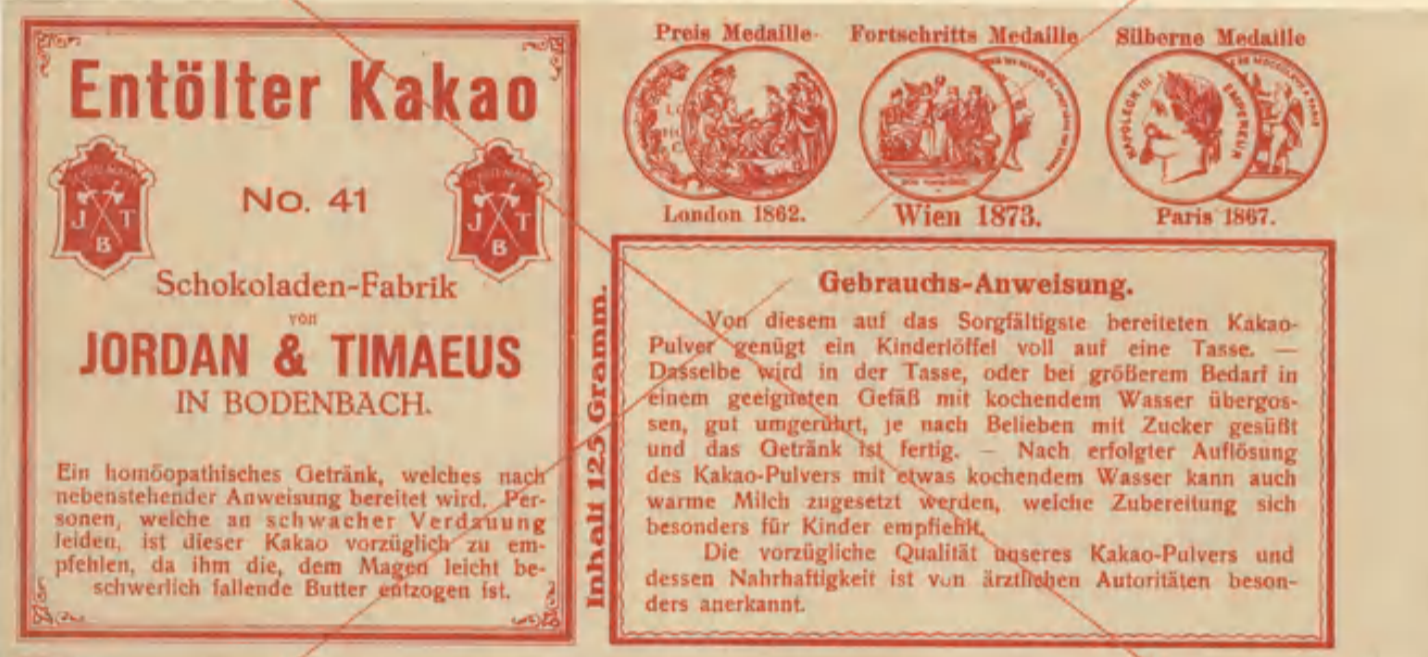 Entölter Kakao
J T
B
No. 41
J T
B
Schokoladen-Fabrik
von
JORDAN & TIMAEUS
IN BODENBACH.
Ein homöopathisches Getränk, welches nach
nebenstehender Anweisung bereitet wird. Per-
sonen, welche an schwacher Verdauung
leiden, ist dieser Kakao vorzüglich zu em-
pfehlen, da ihm die, dem Magen leicht be-
schwerlich fallende Butter entzogen ist.
Inhalt 125 Gramm.
Preis Medaille
London 1862.
Fortschritts Medaille
Wien 1873.
Silberne Medaille
NAPOLEON III EMPEREUR
Paris 1867.
Gebrauchs-Anweisung.
Von diesem auf das Sorgfältigste bereiteten Kakao-
Pulver genügt ein Kinderlöffel voll auf eine Tasse. —
Dasselbe wird in der Tasse, oder bei größerem Bedarf in
einem geeigneten Gefäß mit kochendem Wasser übergos-
sen, gut umgerührt, je nach Belieben mit Zucker gesüßt
und das Getränk ist fertig. — Nach erfolgter Auflösung
des Kakao-Pulvers mit etwas kochendem Wasser kann auch
warme Milch zugesetzt werden, welche Zubereitung sich
besonders für Kinder empfiehlt.
Die vorzügliche Qualität unseres Kakao-Pulvers und
dessen Nahrhaftigkeit ist von ärztlichen Autoritäten beson-
ders anerkannt.